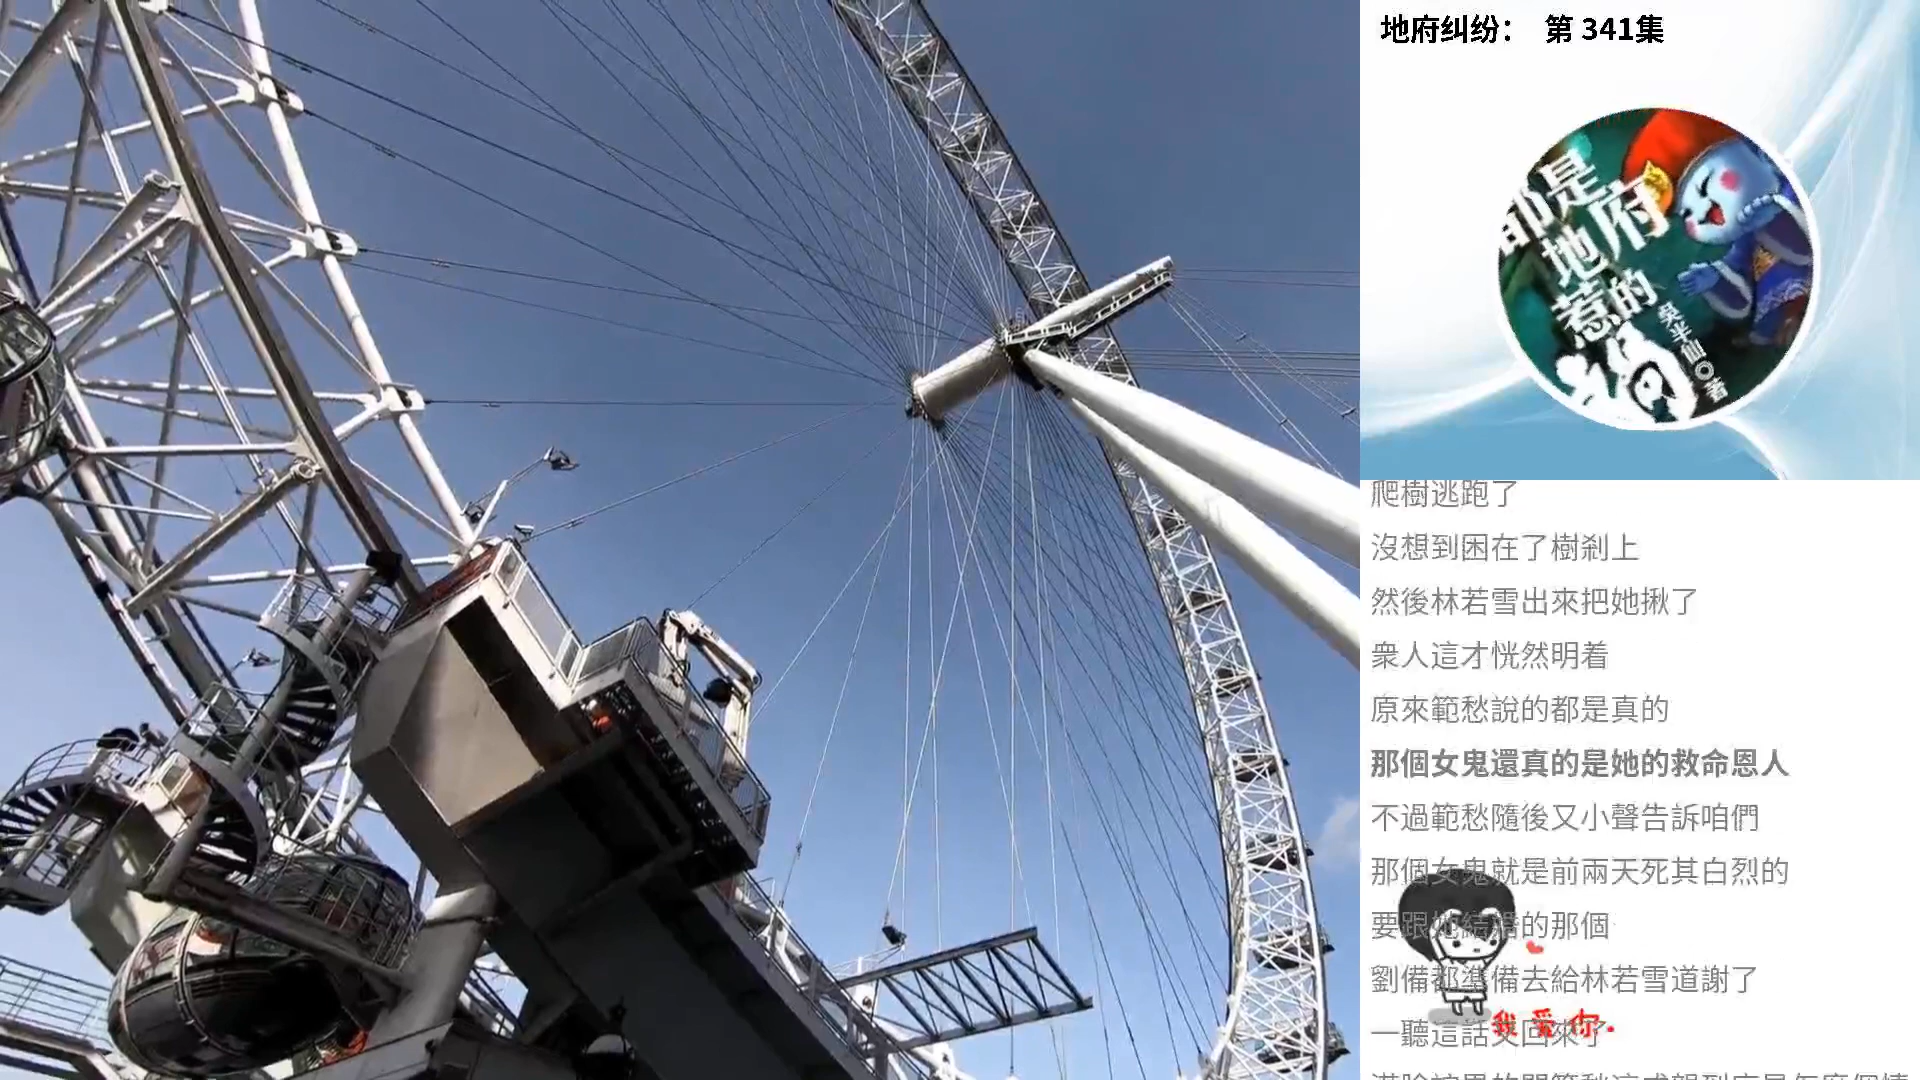 地府纠纷： 第 341集
都是
地府
惹的
祸
吳半仙◎著
爬樹逃跑了
沒想到困在了樹剎上
然後林若雪出來把她揪了
衆人這才恍然明着
原來範愁說的都是真的
那個女鬼還真的是她的救命恩人
不過範愁隨後又小聲告訴咱們
那個女鬼就是前兩天死其白烈的
要跟她結婚的那個
劉備都準備去給林若雪道謝了
一聽這話又回來了
我爱你.